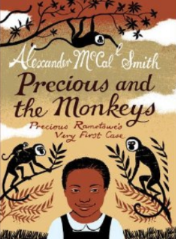 Alexander McCall Smith
Precious and
the Monkeys
Precious Ramotswe's
Very First Case